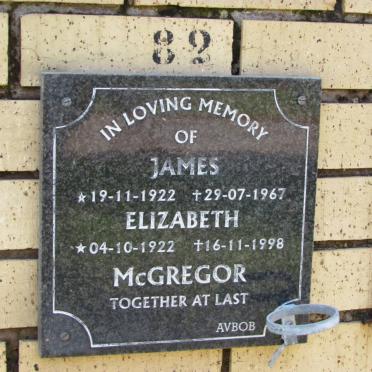 82
IN LOVING MEMORY
OF
JAMES
★19-11-1922 ✝29-07-1967
ELIZABETH
★04-10-1922 ✝16-11-1998
McGREGOR
TOGETHER AT LAST
AVBOB